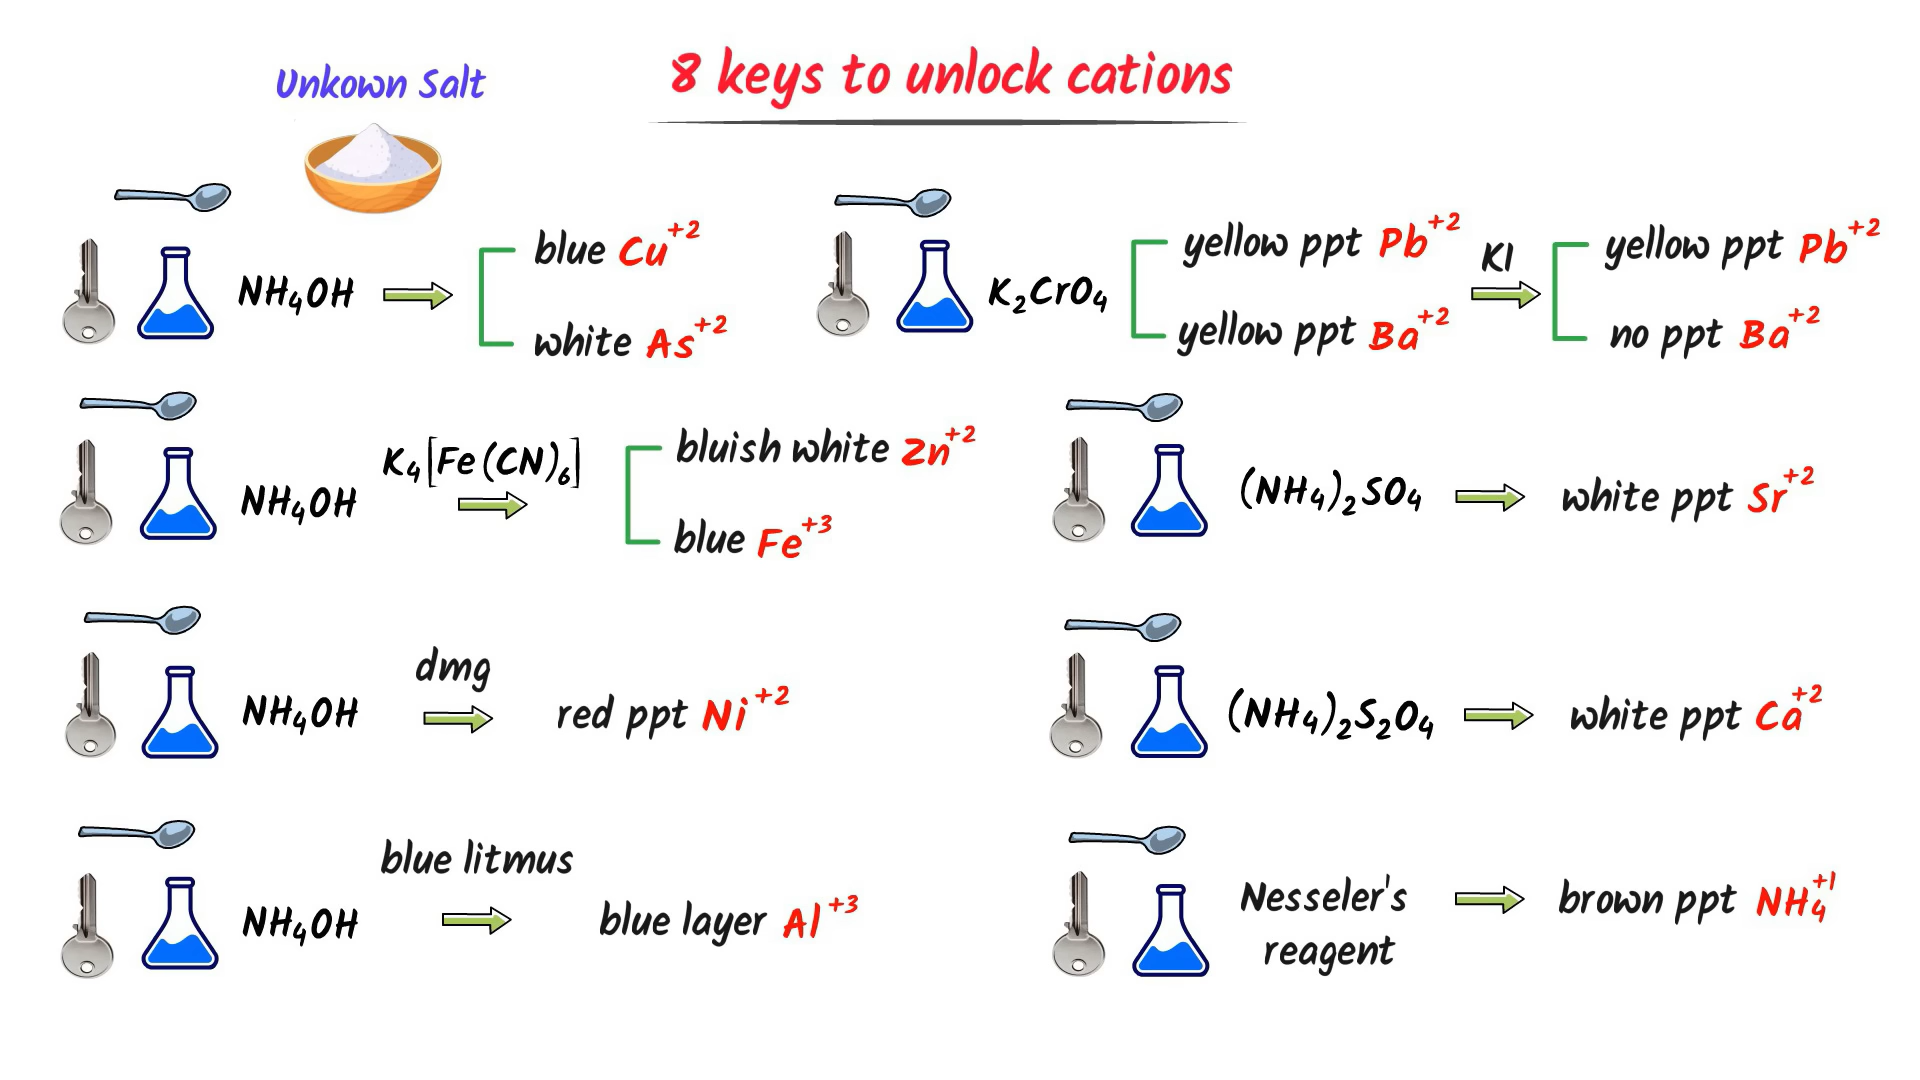 8 keys to unlock cations
Unkown Salt
NH₄OH
blue Cu⁺²
white As⁺²
K₂CrO₄
yellow ppt Pb⁺²
yellow ppt Ba⁺²
KI
yellow ppt Pb⁺²
no ppt Ba⁺²
NH₄OH
K₄[Fe(CN)₆]
bluish white Zn⁺²
blue Fe⁺³
(NH₄)₂SO₄
white ppt Sr⁺²
NH₄OH
dmg
red ppt Ni⁺²
(NH₄)₂S₂O₄
white ppt Ca⁺²
NH₄OH
blue litmus
blue layer Al⁺³
Nesseler's
reagent
brown ppt NH₄⁺¹